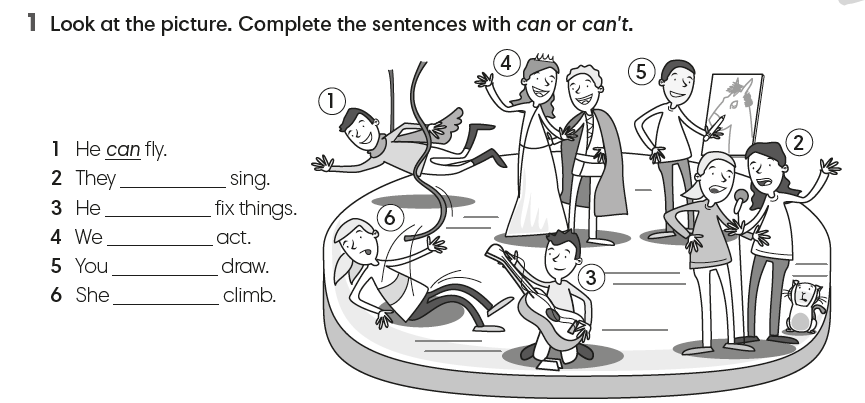 1 Look at the picture. Complete the sentences with can or can't.
1 He can fly.
2 They __________ sing.
3 He __________ fix things.
4 We __________ act.
5 You __________ draw.
6 She __________ climb.
1
4
5
2
6
3